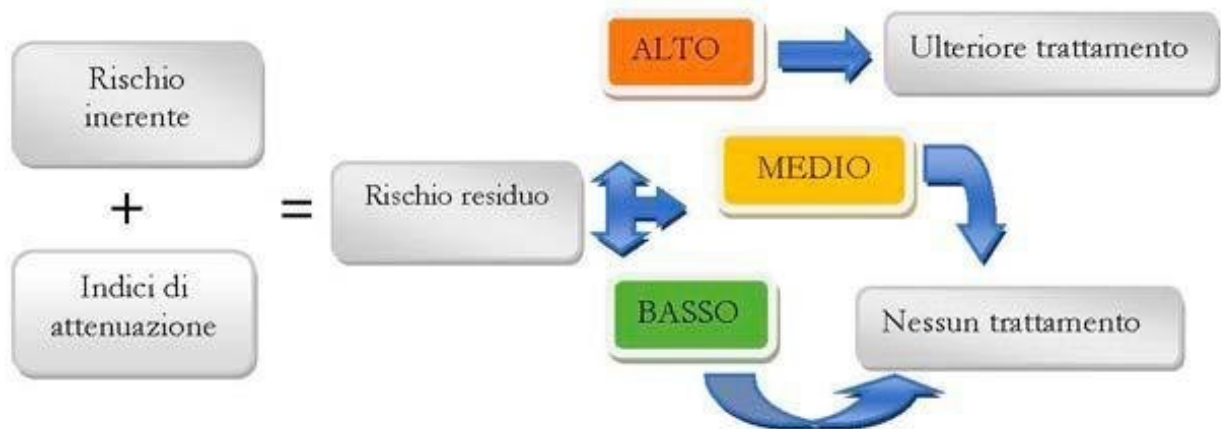 Rischio
inerente
+
Indici di
attenuazione
=
Rischio residuo
ALTO
Ulteriore trattamento
MEDIO
BASSO
Nessun trattamento